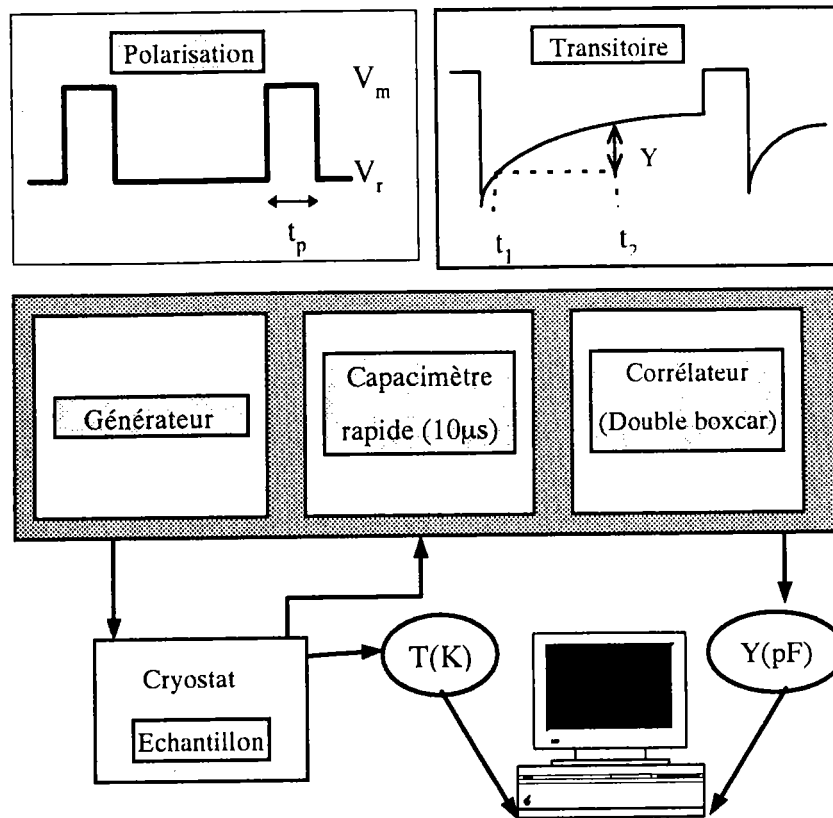 Polarisation
V_m
V_r
t_p
Transitoire
Y
t_1
t_2
Générateur
Capacimètre
rapide (10µs)
Corrélateur
(Double boxcar)
Cryostat
Echantillon
T(K)
Y(pF)